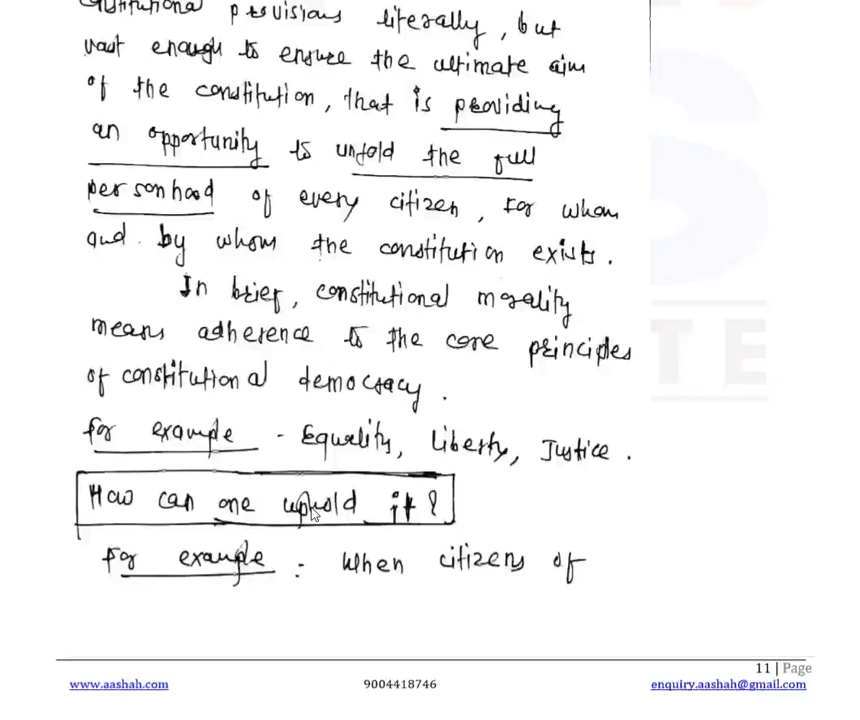 constitutional provisions literally, but
vast enough to ensure the ultimate aim
of the constitution, that is providing
an opportunity to unfold the full
personhood of every citizen, for whom
and by whom the constitution exists.
In brief, constitutional morality
means adherence to the core principles
of constitutional democracy.
for example - Equality, Liberty, Justice.
TE
How can one uphold it?
For example : When citizens of
11 | Page
www.aashah.com 9004418746 enquiry.aashah@gmail.com